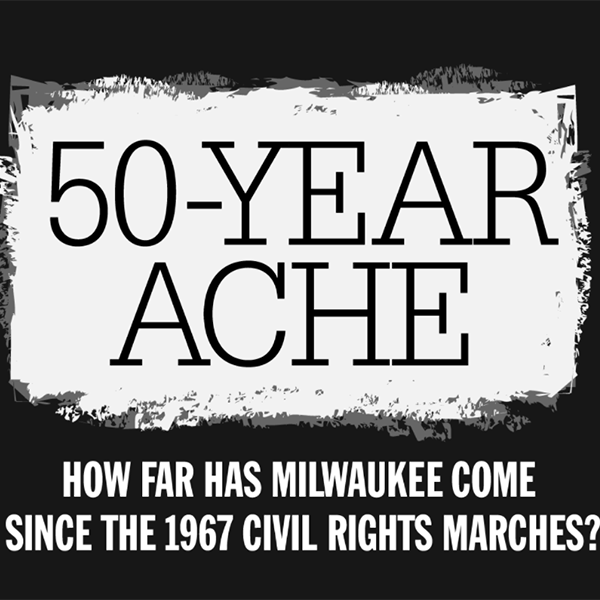 50-YEAR
ACHE
HOW FAR HAS MILWAUKEE COME
SINCE THE 1967 CIVIL RIGHTS MARCHES?